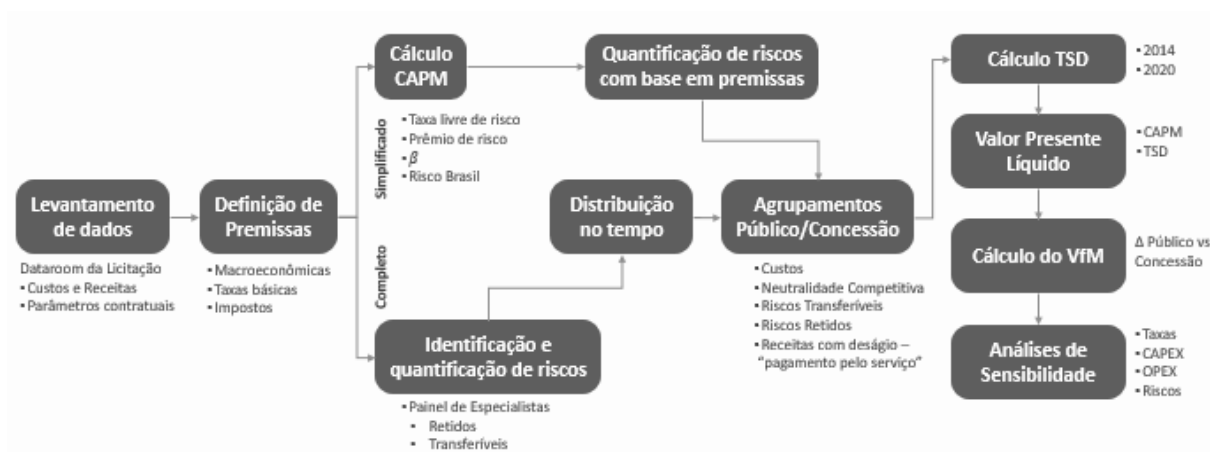 Levantamento
de dados
Dataroom da Licitação
▪ Custos e Receitas
▪ Parâmetros contratuais
Definição de
Premissas
▪ Macroeconômicas
▪ Taxas básicas
▪ Impostos
Simplificado
Completo
Cálculo
CAPM
▪ Taxa livre de risco
▪ Prêmio de risco
▪ β
▪ Risco Brasil
Quantificação de riscos
com base em premissas
Identificação e
quantificação de riscos
▪ Painel de Especialistas
▪ Retidos
▪ Transferíveis
Distribuição
no tempo
Agrupamentos
Público/Concessão
▪ Custos
▪ Neutralidade Competitiva
▪ Riscos Transferíveis
▪ Riscos Retidos
▪ Receitas com deságio –
“pagamento pelo serviço”
Cálculo TSD
▪ 2014
▪ 2020
Valor Presente
Líquido
▪ CAPM
▪ TSD
Cálculo do VfM
Δ Público vs
Concessão
Análises de
Sensibilidade
▪ Taxas
▪ CAPEX
▪ OPEX
▪ Riscos